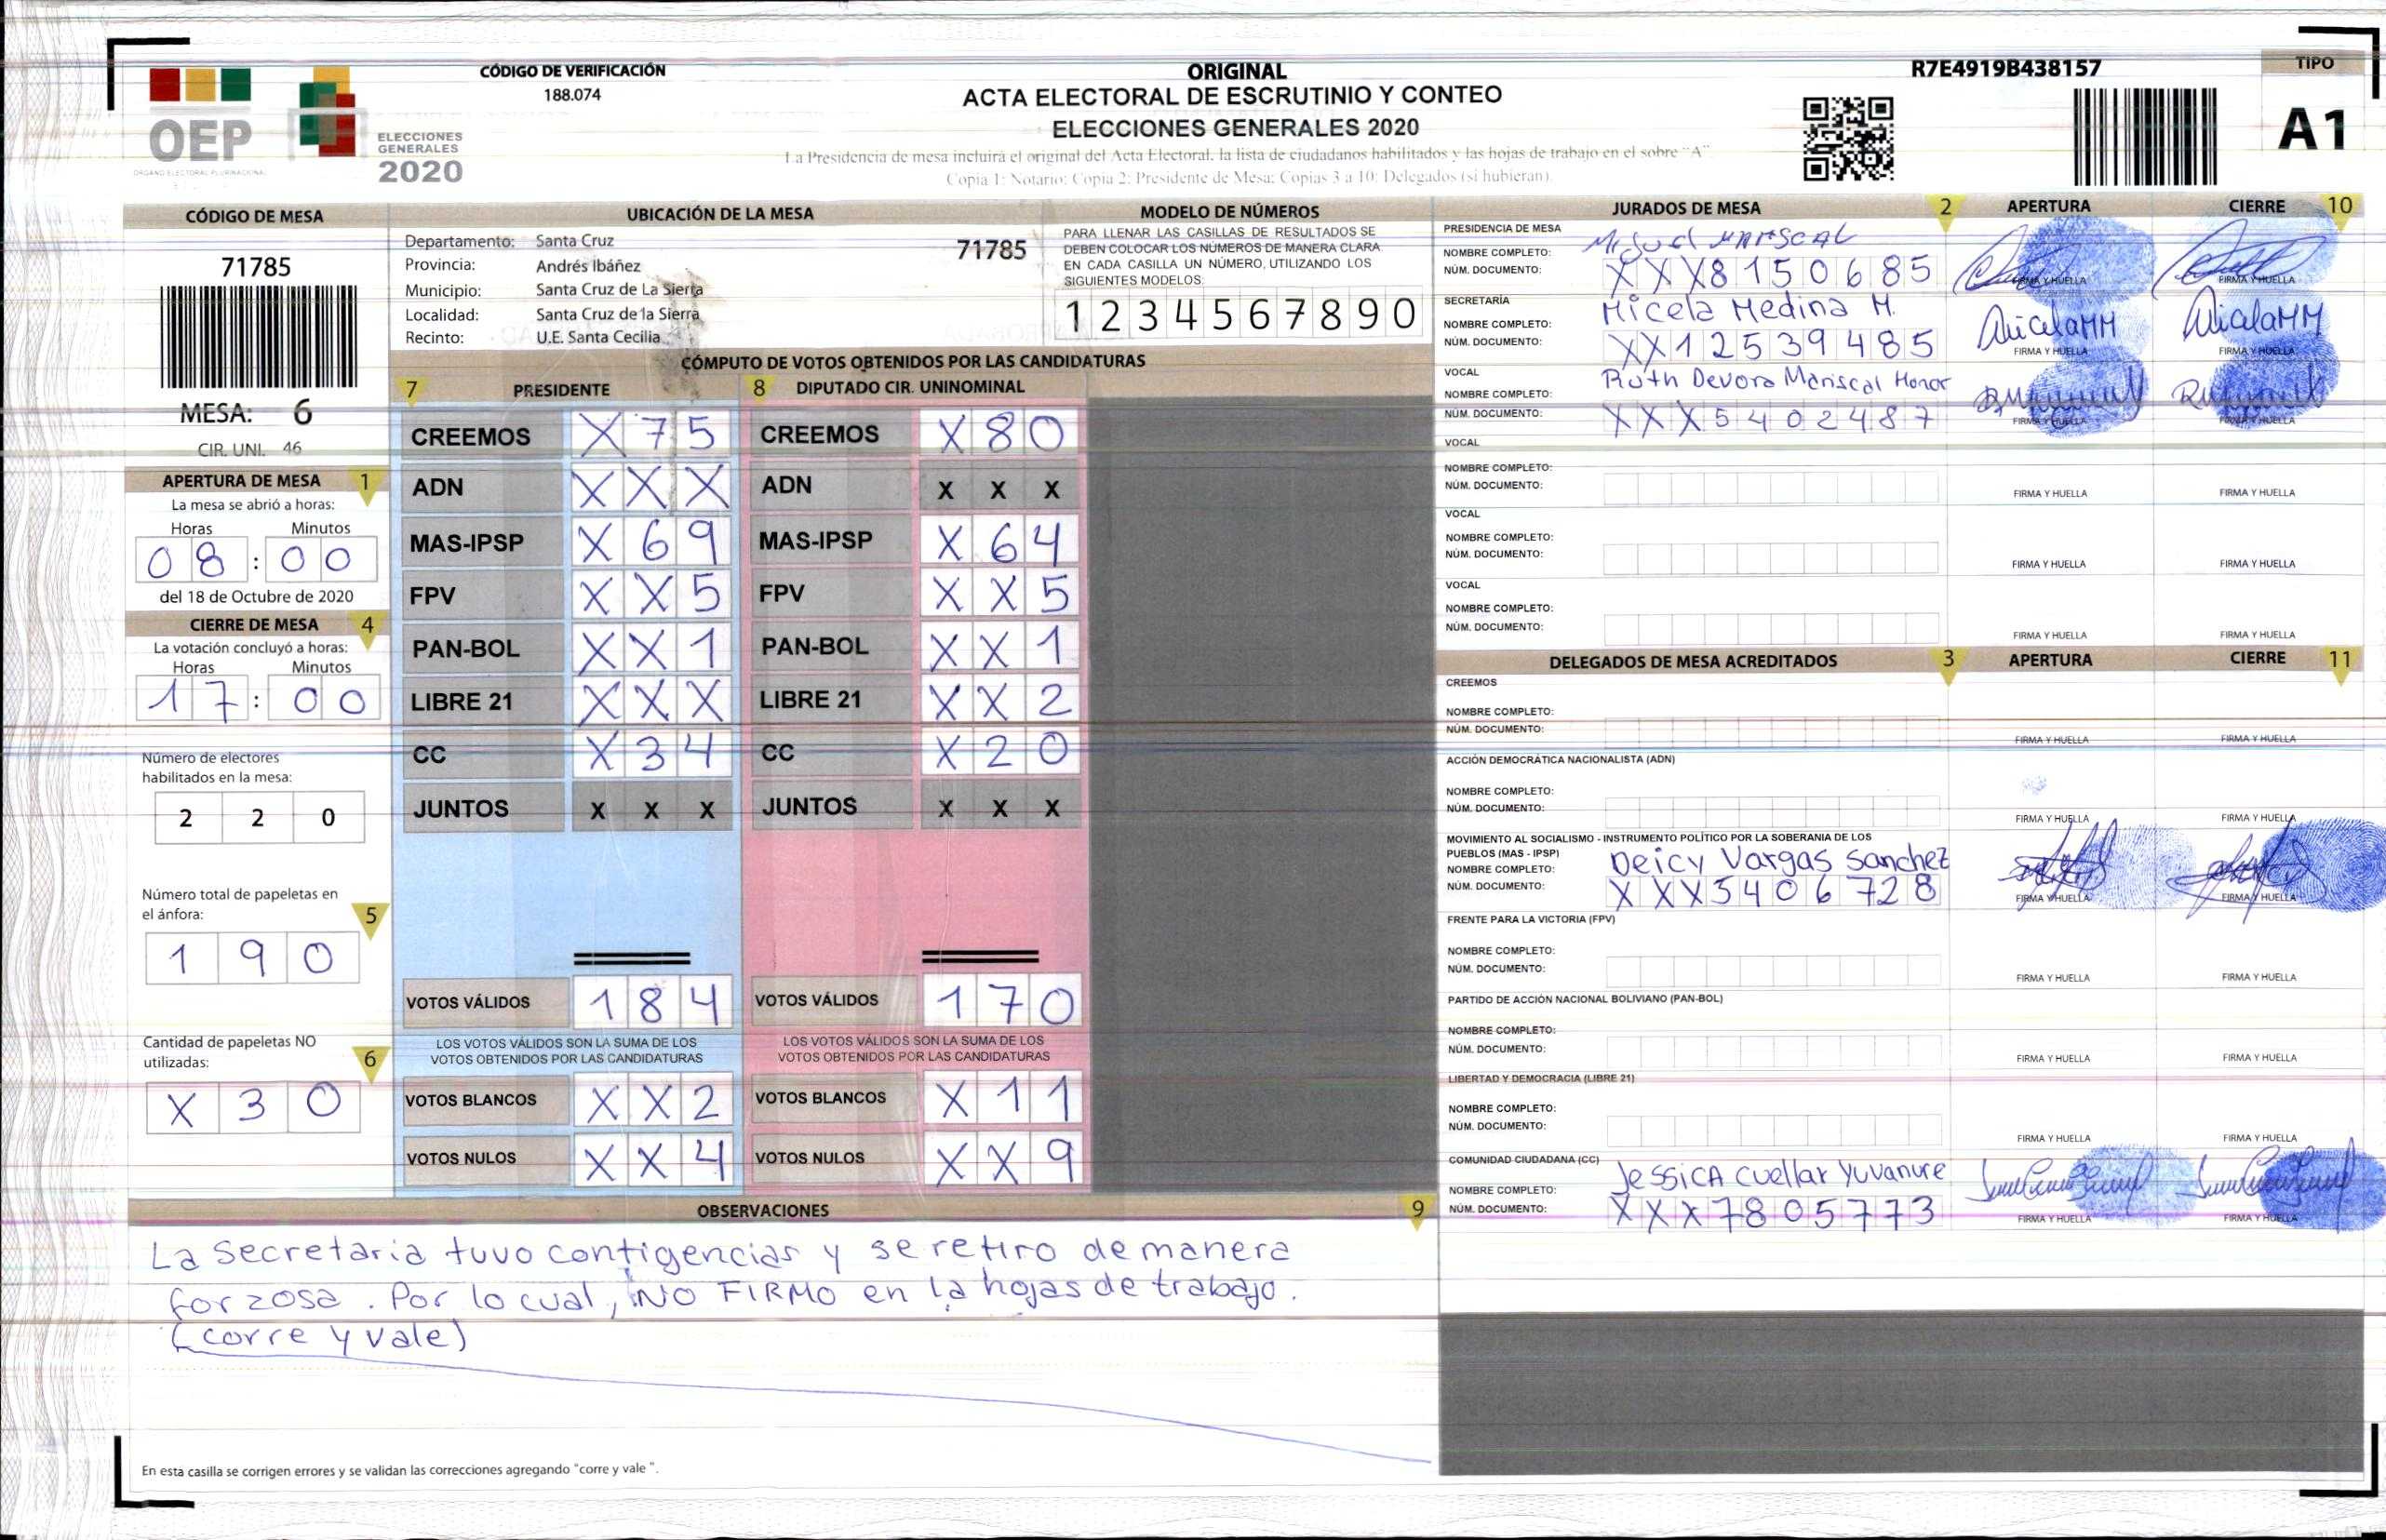 CÓDIGO DE VERIFICACIÓN
188.074
ORIGINAL
ACTA ELECTORAL DE ESCRUTINIO Y CONTEO
ELECCIONES GENERALES 2020
La Presidencia de mesa incluirá el original del Acta Electoral, la lista de ciudadanos habilitados y las hojas de trabajo en el sobre "A"
Copia 1: Notario; Copia 2: Presidente de Mesa; Copias 3 a 10: Delegados (si hubieran).
R7E4919B438157
TIPO
A1
OEP
ÓRGANO ELECTORAL PLURINACIONAL
ELECCIONES
GENERALES
2020
CÓDIGO DE MESA
71785
MESA: 6
CIR. UNI. 46
APERTURA DE MESA 1
La mesa se abrió a horas:
Horas Minutos
08 : 00
del 18 de Octubre de 2020
CIERRE DE MESA 4
La votación concluyó a horas:
Horas Minutos
17 : 00
Número de electores
habilitados en la mesa:
2 2 0
Número total de papeletas en
el ánfora: 5
1 9 0
Cantidad de papeletas NO
utilizadas: 6
X 3 0
UBICACIÓN DE LA MESA
Departamento: Santa Cruz
71785
Provincia: Andrés Ibáñez
Municipio: Santa Cruz de La Sierra
Localidad: Santa Cruz de la Sierra
Recinto: U.E. Santa Cecilia
MODELO DE NÚMEROS
PARA LLENAR LAS CASILLAS DE RESULTADOS SE
DEBEN COLOCAR LOS NÚMEROS DE MANERA CLARA.
EN CADA CASILLA UN NÚMERO, UTILIZANDO LOS
SIGUIENTES MODELOS:
1 2 3 4 5 6 7 8 9 0
CÓMPUTO DE VOTOS OBTENIDOS POR LAS CANDIDATURAS
7 PRESIDENTE
8 DIPUTADO CIR. UNINOMINAL
CREEMOS X 7 5 CREEMOS X 8 0
ADN X X X ADN X X X
MAS-IPSP X 6 9 MAS-IPSP X 6 4
FPV X X 5 FPV X X 5
PAN-BOL X X 1 PAN-BOL X X 1
LIBRE 21 X X X LIBRE 21 X X 2
CC X 3 4 CC X 2 0
JUNTOS X X X JUNTOS X X X
VOTOS VÁLIDOS 1 8 4 VOTOS VÁLIDOS 1 7 0
LOS VOTOS VÁLIDOS SON LA SUMA DE LOS LOS VOTOS VÁLIDOS SON LA SUMA DE LOS
VOTOS OBTENIDOS POR LAS CANDIDATURAS VOTOS OBTENIDOS POR LAS CANDIDATURAS
VOTOS BLANCOS X X 2 VOTOS BLANCOS X 1 1
VOTOS NULOS X X 4 VOTOS NULOS X X 9
OBSERVACIONES 9
La Secretaria tuvo contigencias y se retiro de manera
forzosa. Por lo cual, NO FIRMO en la hojas de trabajo.
(corre y vale)
En esta casilla se corrigen errores y se validan las correcciones agregando "corre y vale ".
JURADOS DE MESA 2 APERTURA CIERRE 10
PRESIDENCIA DE MESA
NOMBRE COMPLETO: Miguel MARISCAL
NÚM. DOCUMENTO: X X X 8 1 5 0 6 8 5 FIRMA Y HUELLA FIRMA Y HUELLA
SECRETARÍA
NOMBRE COMPLETO: Micela Medina M.
NÚM. DOCUMENTO: X X 1 2 5 3 9 4 8 5 FIRMA Y HUELLA FIRMA Y HUELLA
VOCAL
NOMBRE COMPLETO: Ruth Devora Mariscal Honor
NÚM. DOCUMENTO: X X X 5 4 0 2 4 8 7 FIRMA Y HUELLA FIRMA Y HUELLA
VOCAL
NOMBRE COMPLETO:
NÚM. DOCUMENTO: FIRMA Y HUELLA FIRMA Y HUELLA
VOCAL
NOMBRE COMPLETO:
NÚM. DOCUMENTO: FIRMA Y HUELLA FIRMA Y HUELLA
VOCAL
NOMBRE COMPLETO:
NÚM. DOCUMENTO: FIRMA Y HUELLA FIRMA Y HUELLA
DELEGADOS DE MESA ACREDITADOS 3 APERTURA CIERRE 11
CREEMOS
NOMBRE COMPLETO:
NÚM. DOCUMENTO: FIRMA Y HUELLA FIRMA Y HUELLA
ACCIÓN DEMOCRÁTICA NACIONALISTA (ADN)
NOMBRE COMPLETO:
NÚM. DOCUMENTO: FIRMA Y HUELLA FIRMA Y HUELLA
MOVIMIENTO AL SOCIALISMO - INSTRUMENTO POLÍTICO POR LA SOBERANIA DE LOS
PUEBLOS (MAS - IPSP)
NOMBRE COMPLETO: Deicy Vargas Sanchez
NÚM. DOCUMENTO: X X X 5 4 0 6 7 2 8 FIRMA Y HUELLA FIRMA Y HUELLA
FRENTE PARA LA VICTORIA (FPV)
NOMBRE COMPLETO:
NÚM. DOCUMENTO: FIRMA Y HUELLA FIRMA Y HUELLA
PARTIDO DE ACCIÓN NACIONAL BOLIVIANO (PAN-BOL)
NOMBRE COMPLETO:
NÚM. DOCUMENTO: FIRMA Y HUELLA FIRMA Y HUELLA
LIBERTAD Y DEMOCRACIA (LIBRE 21)
NOMBRE COMPLETO:
NÚM. DOCUMENTO: FIRMA Y HUELLA FIRMA Y HUELLA
COMUNIDAD CIUDADANA (CC)
NOMBRE COMPLETO: JESSICA Cuellar Yuvanure
NÚM. DOCUMENTO: X X X 7 8 0 5 7 7 3 FIRMA Y HUELLA FIRMA Y HUELLA